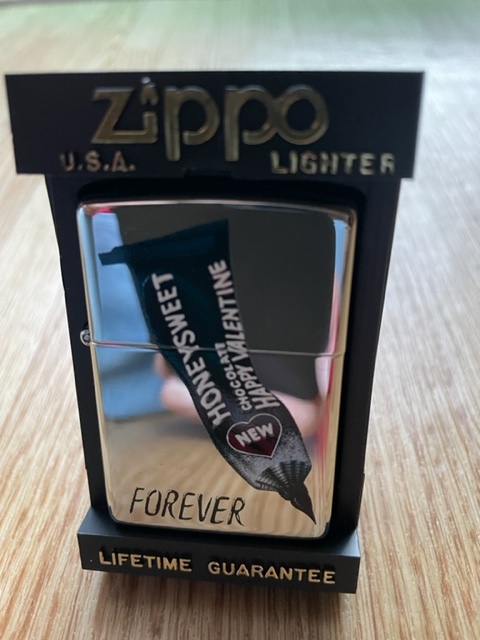 Zippo
U.S.A. LIGHTER
HONEYSWEET
CHOCOLATE
HAPPY VALENTINE
NEW
FOREVER
LIFETIME GUARANTEE